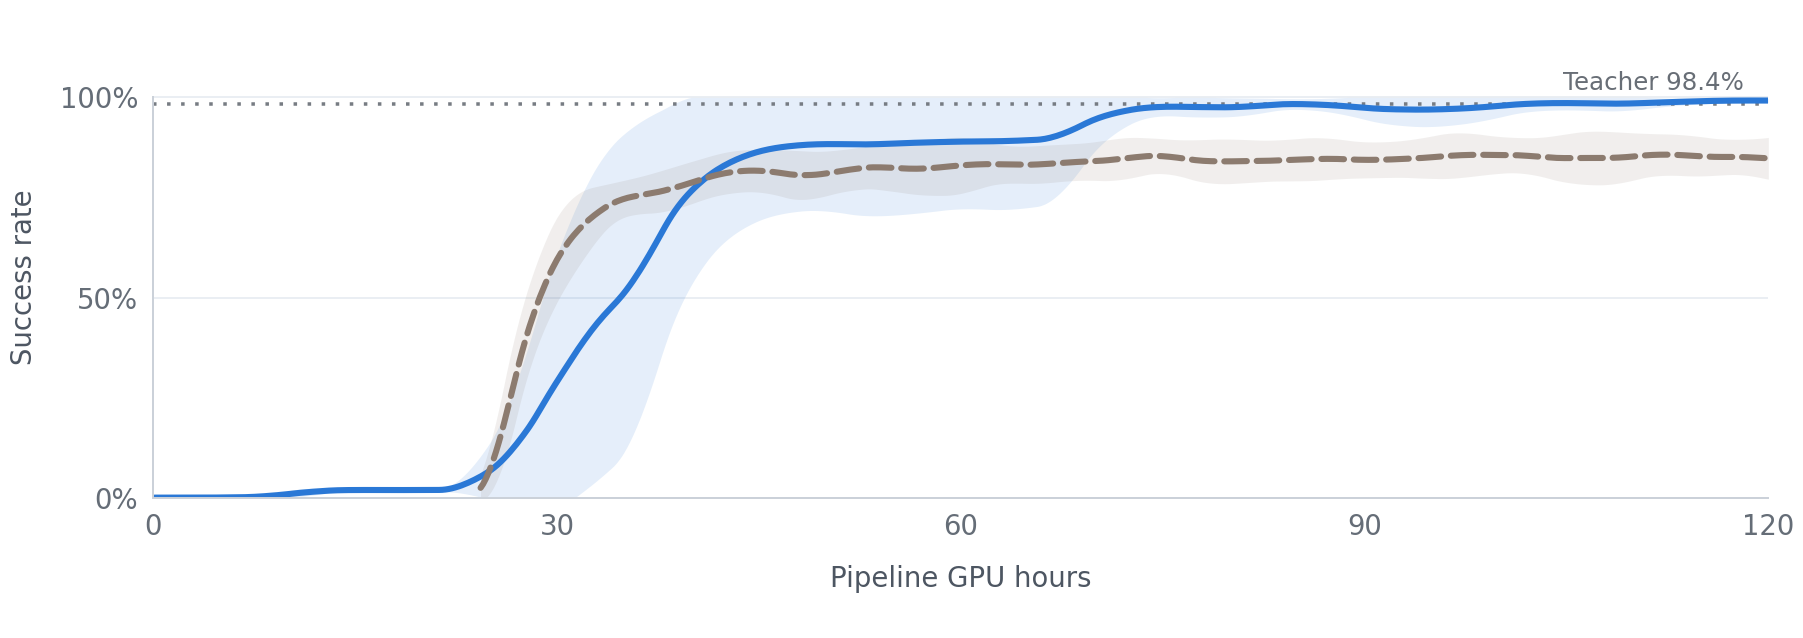 Teacher 98.4%
100%
50%
0%
Success rate
0
30
60
90
120
Pipeline GPU hours